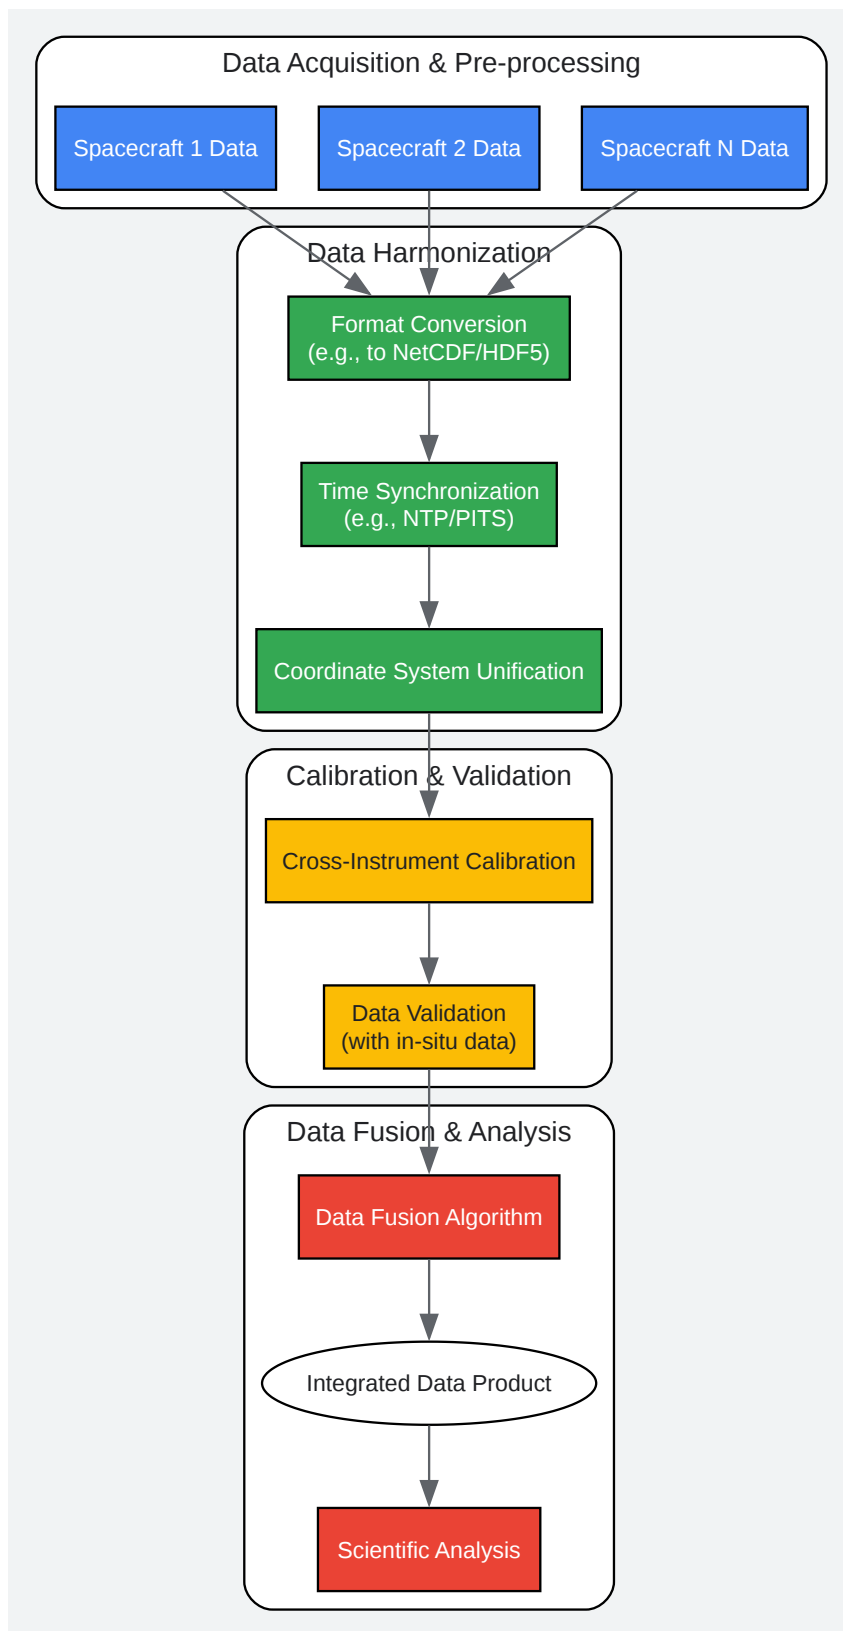 Data Acquisition & Pre-processing
Spacecraft 1 Data
Spacecraft 2 Data
Spacecraft N Data
Data Harmonization
Format Conversion
(e.g., to NetCDF/HDF5)
Time Synchronization
(e.g., NTP/PITS)
Coordinate System Unification
Calibration & Validation
Cross-Instrument Calibration
Data Validation
(with in-situ data)
Data Fusion & Analysis
Data Fusion Algorithm
Integrated Data Product
Scientific Analysis